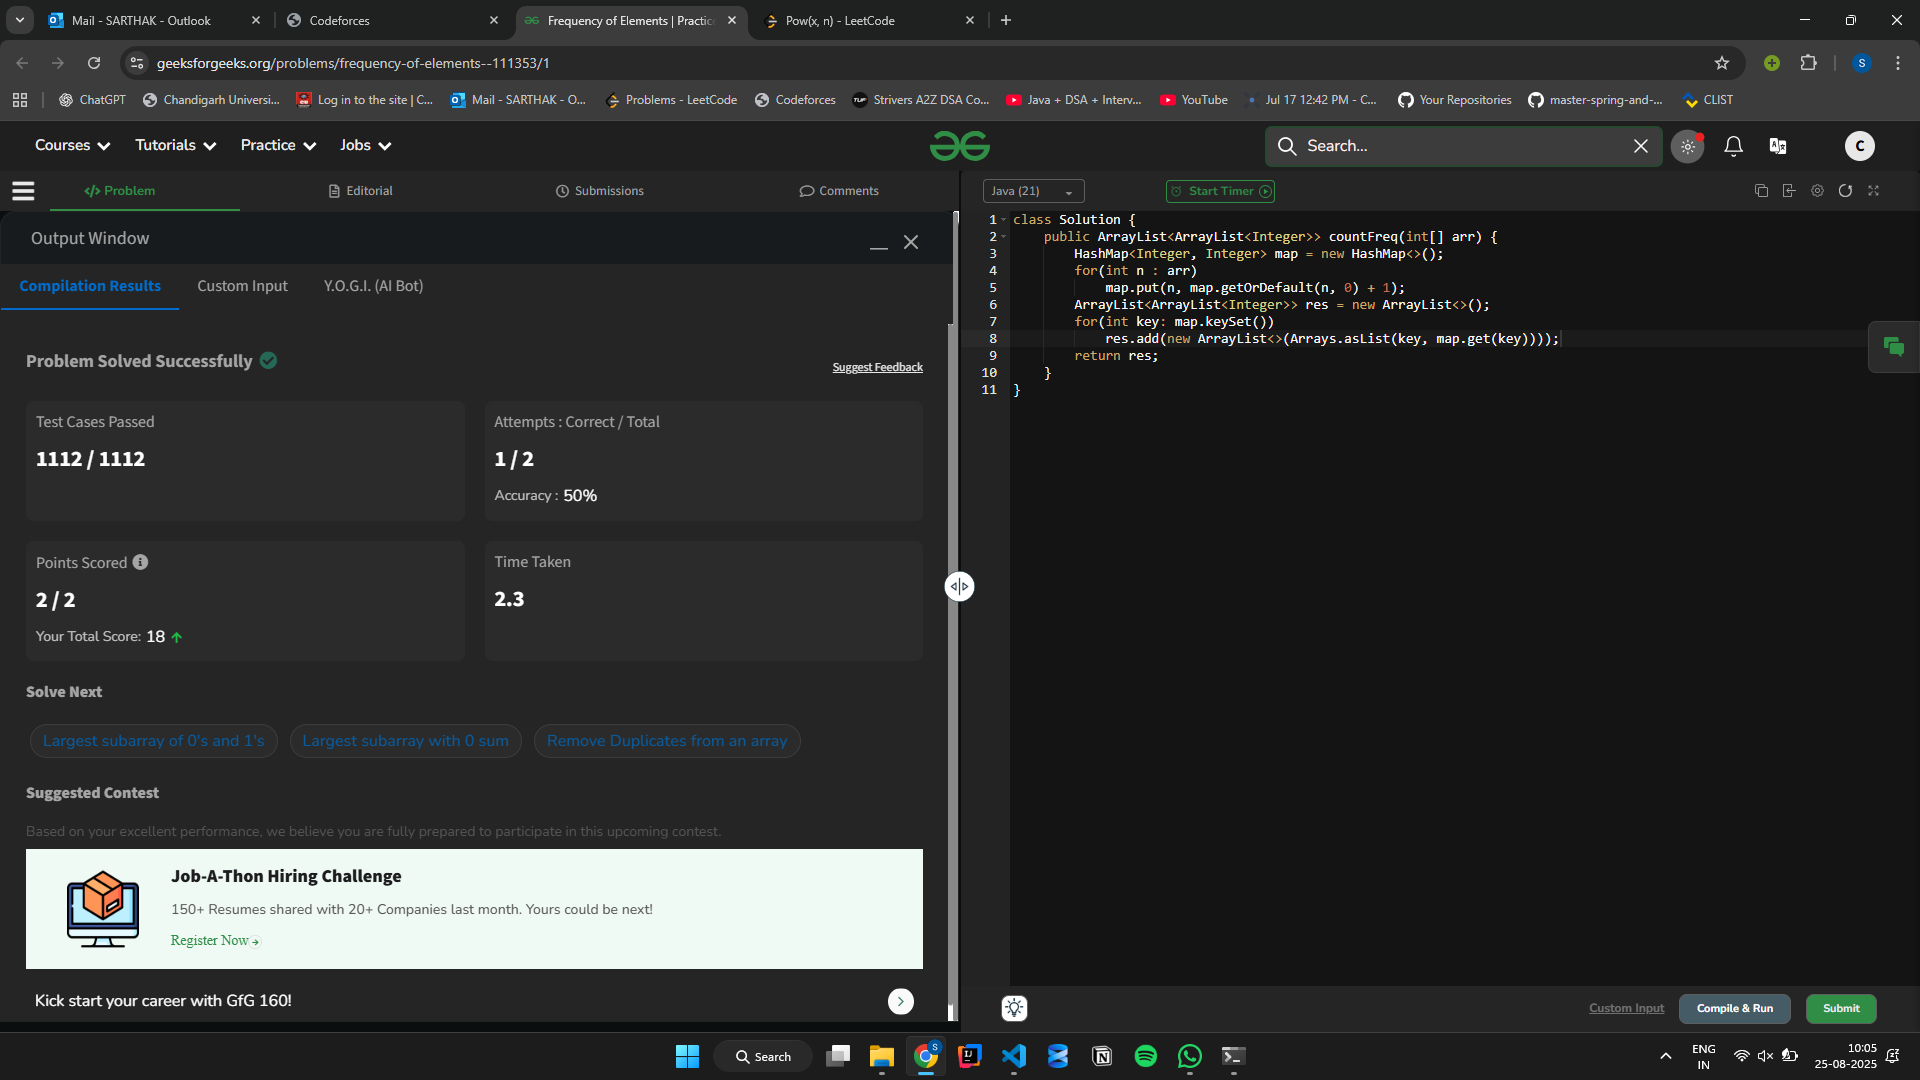 Mail - SARTHAK - Outlook
Codeforces
Frequency of Elements | Practice
Pow(x, n) - LeetCode
geeksforgeeks.org/problems/frequency-of-elements--111353/1
S
ChatGPT
Chandigarh Universi...
Log in to the site | C...
Mail - SARTHAK - O...
Problems - LeetCode
Codeforces
Strivers A2Z DSA Co...
Java + DSA + Interv...
YouTube
Jul 17 12:42 PM - C...
Your Repositories
master-spring-and-...
CLIST
Courses
Tutorials
Practice
Jobs
Search...
C
</> Problem
Editorial
Submissions
Comments
Java (21)
Start Timer
Output Window
Compilation Results
Custom Input
Y.O.G.I. (AI Bot)
Problem Solved Successfully
Suggest Feedback
Test Cases Passed
1112 / 1112
Attempts : Correct / Total
1 / 2
Accuracy : 50%
Points Scored
2 / 2
Your Total Score: 18
Time Taken
2.3
Solve Next
Largest subarray of 0's and 1's
Largest subarray with 0 sum
Remove Duplicates from an array
Suggested Contest
Based on your excellent performance, we believe you are fully prepared to participate in this upcoming contest.
Job-A-Thon Hiring Challenge
150+ Resumes shared with 20+ Companies last month. Yours could be next!
Register Now
Kick start your career with GfG 160!
1 class Solution {
2 public ArrayList<ArrayList<Integer>> countFreq(int[] arr) {
3 HashMap<Integer, Integer> map = new HashMap<>();
4 for(int n : arr)
5 map.put(n, map.getOrDefault(n, 0) + 1);
6 ArrayList<ArrayList<Integer>> res = new ArrayList<>();
7 for(int key: map.keySet())
8 res.add(new ArrayList<>(Arrays.asList(key, map.get(key))));
9 return res;
10 }
11 }
Custom Input
Compile & Run
Submit
Search
S
ENG
IN
10:05
25-08-2025